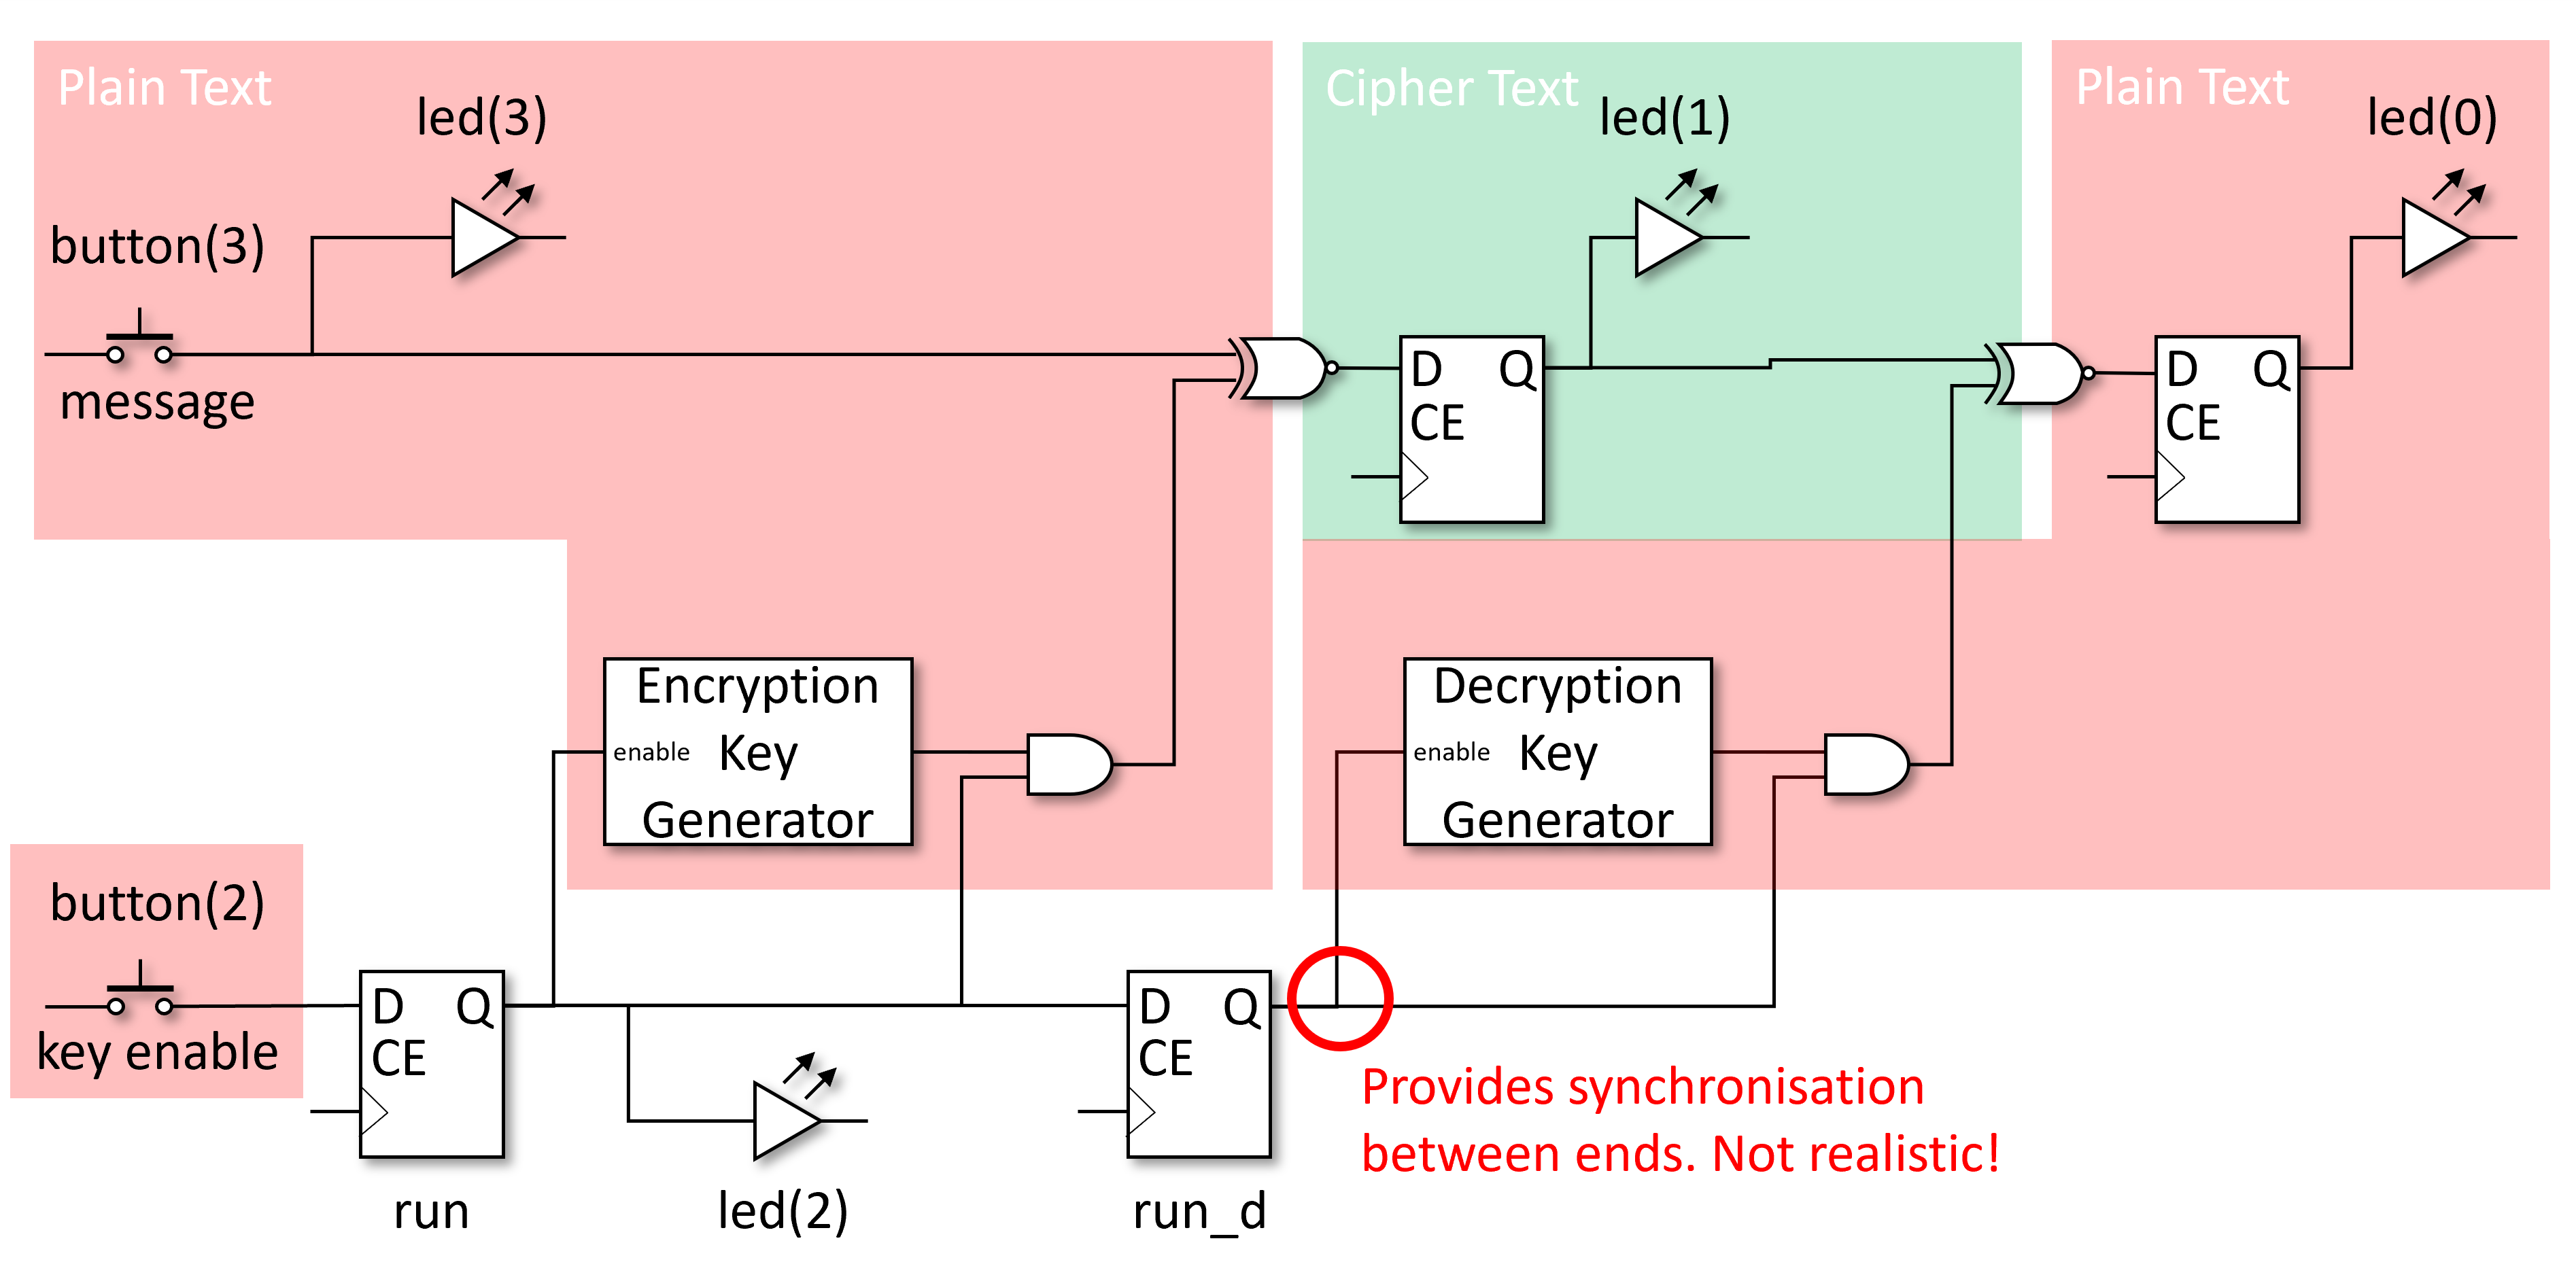 Plain Text
Cipher Text
Plain Text
led(3)
led(1)
led(0)
button(3)
message
D Q
CE
D Q
CE
Encryption
enable Key
Generator
Decryption
enable Key
Generator
button(2)
key enable
D Q
CE
run
led(2)
D Q
CE
run_d
Provides synchronisation
between ends. Not realistic!